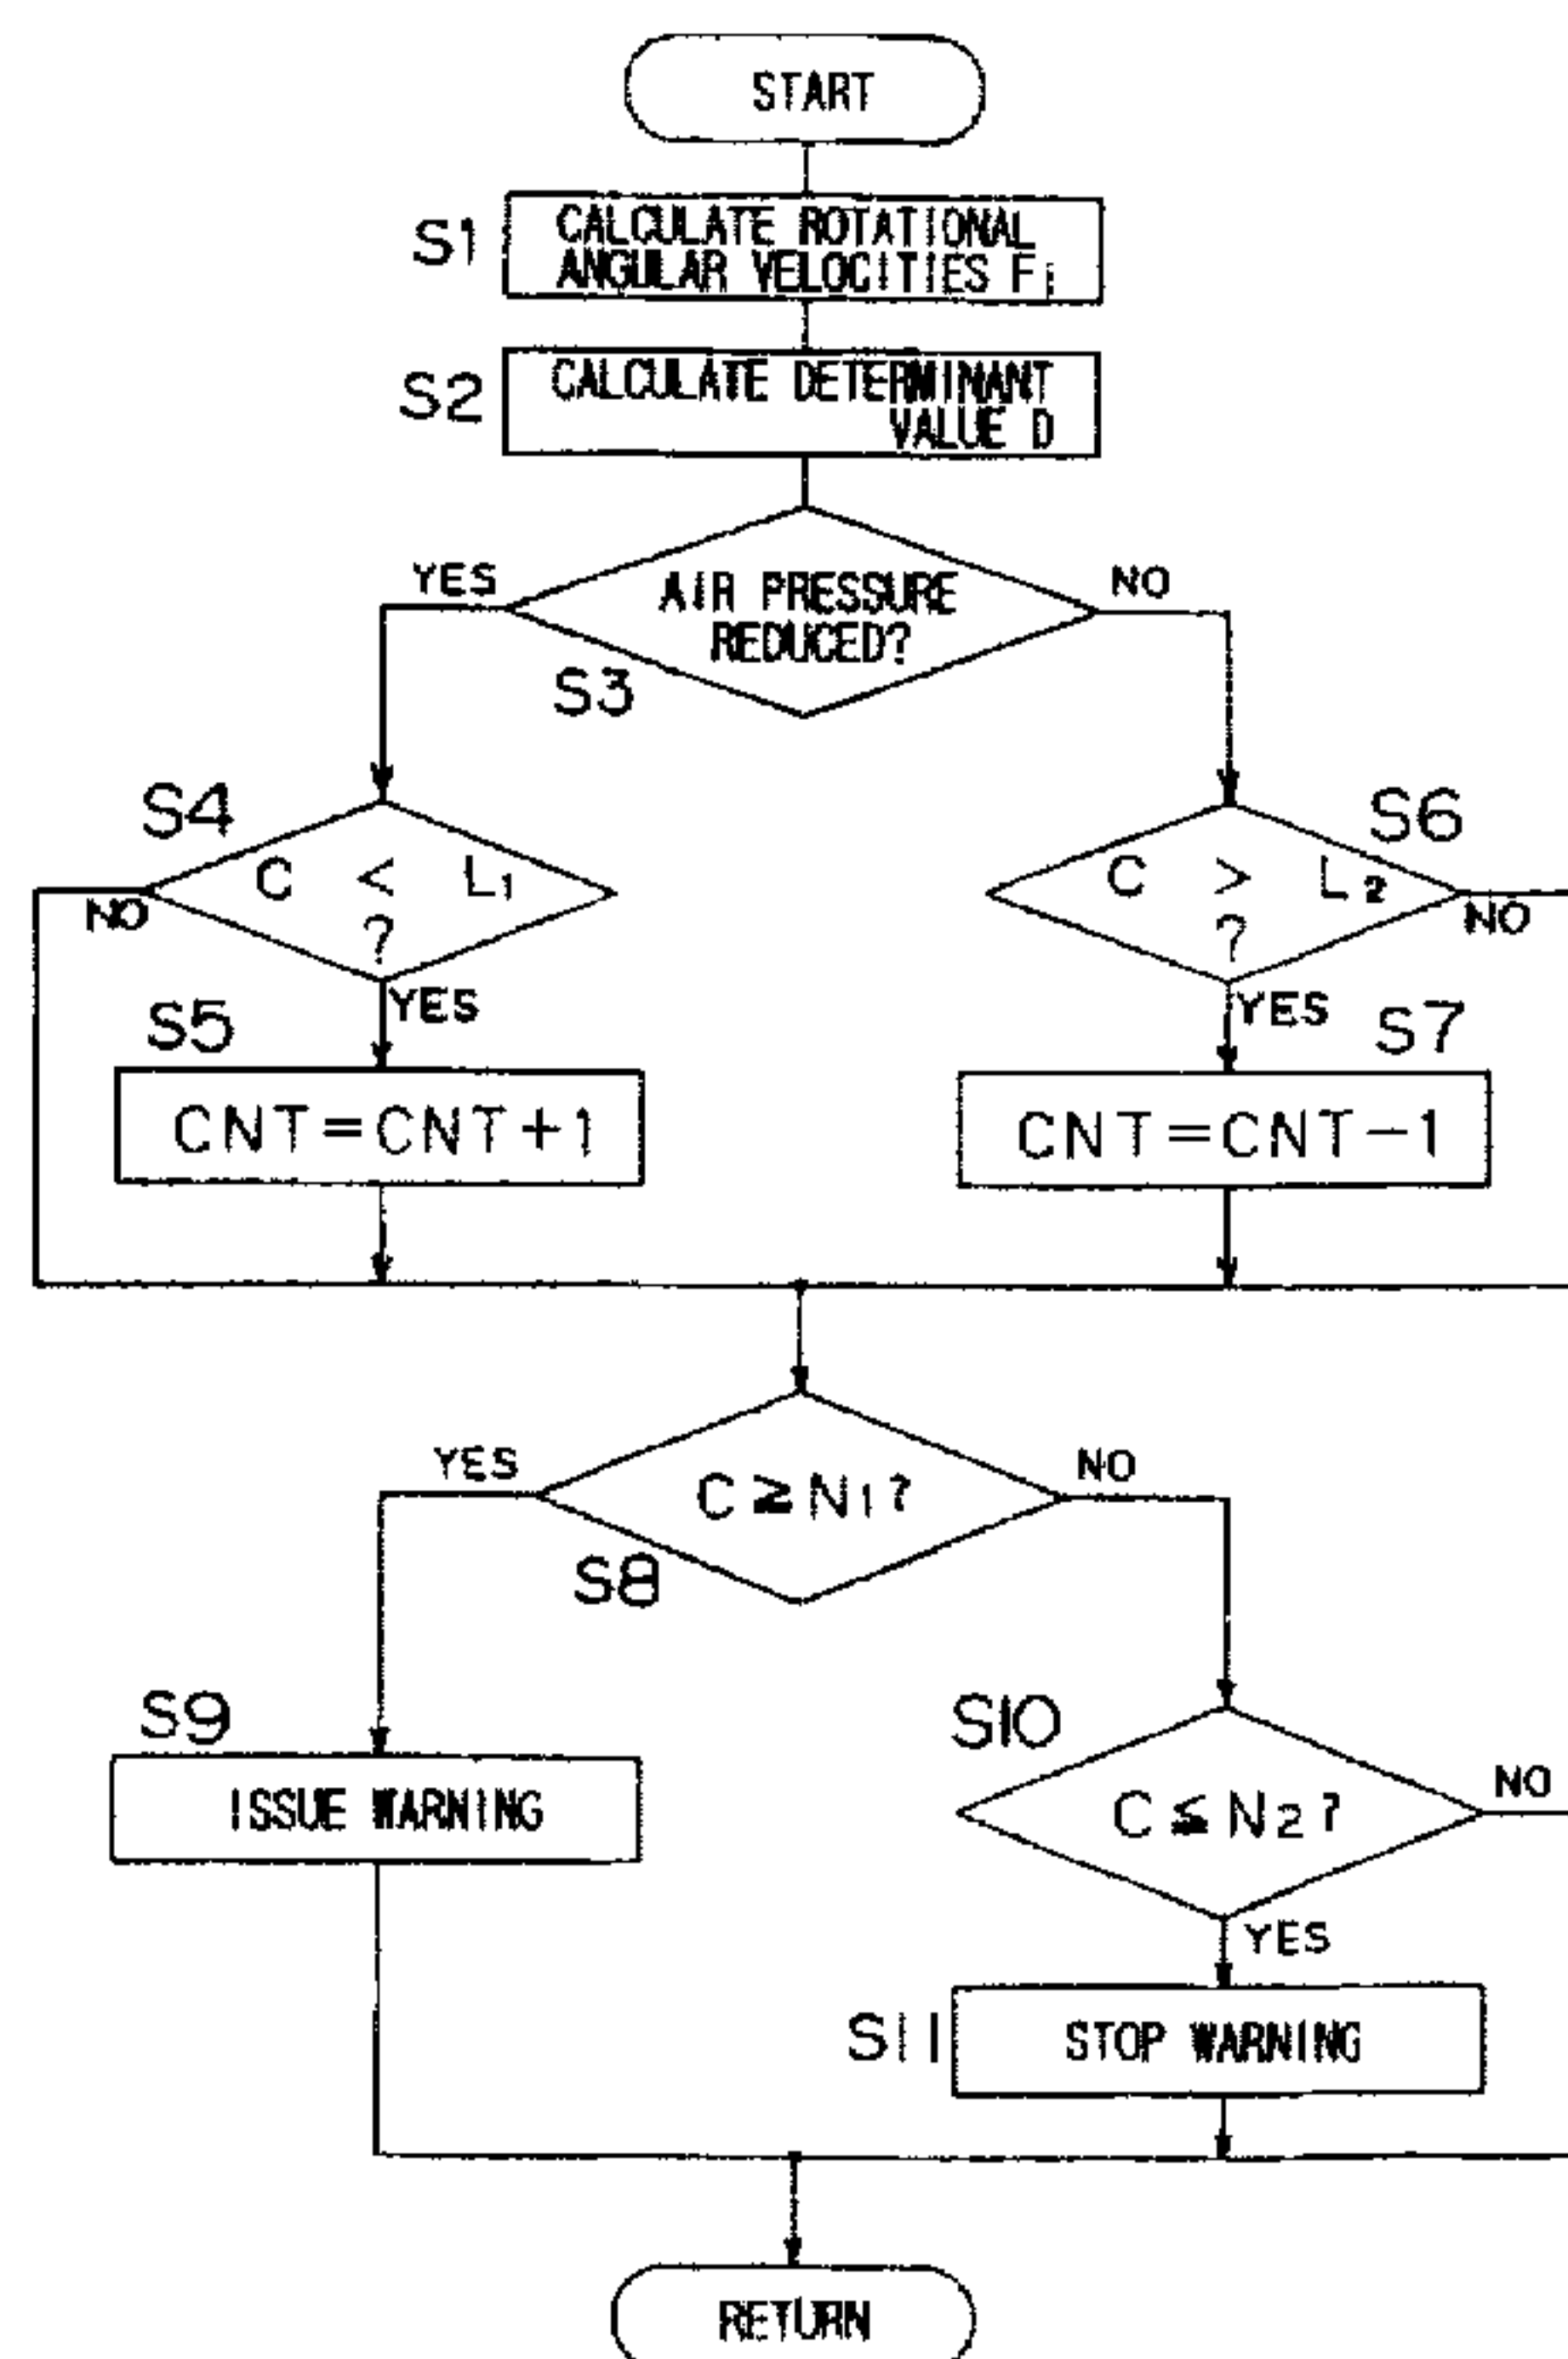 START
S1
CALCULATE ROTATIONAL
ANGULAR VELOCITIES Fi
S2
CALCULATE DETERMINANT
VALUE D
YES
AIR PRESSURE
REDUCED?
NO
S3
S4
C < L1
?
NO
YES
S6
C > L2
?
NO
YES
S5
CNT=CNT+1
S7
CNT=CNT-1
YES
C≧N1?
NO
S8
S9
ISSUE WARNING
S10
C≦N2?
NO
YES
S11
STOP WARNING
RETURN